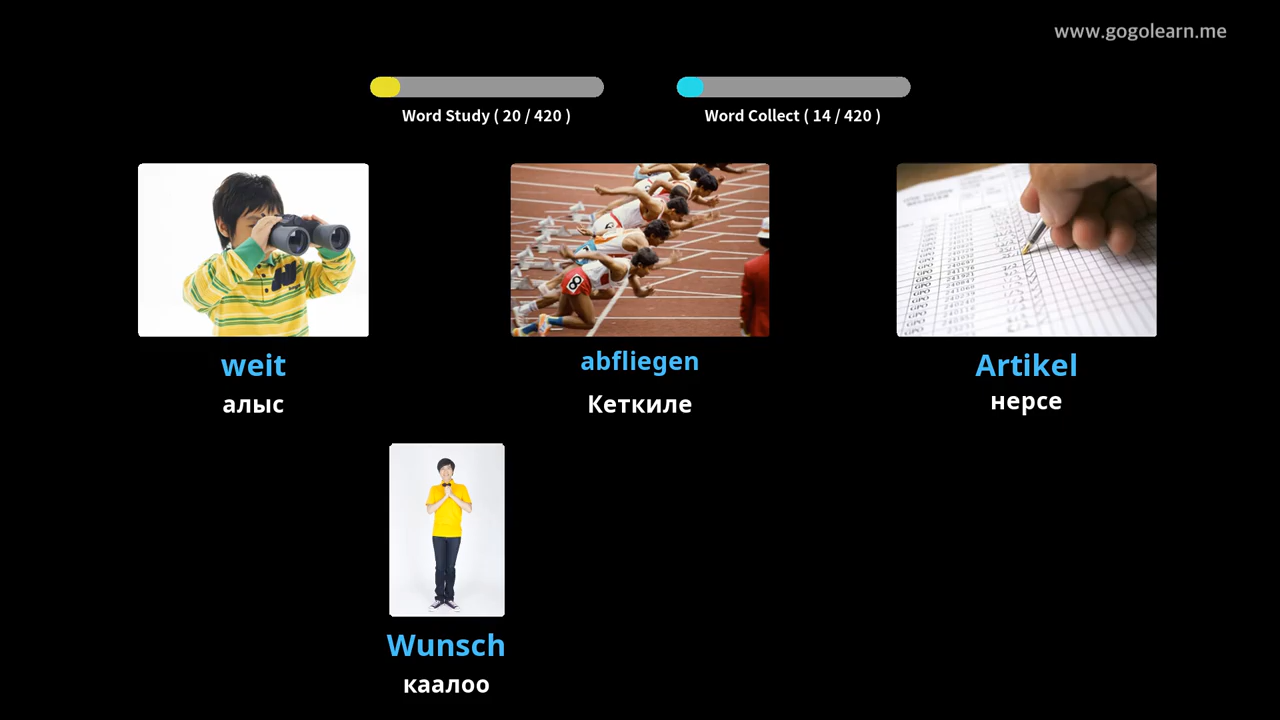 www.gogolearn.me
Word Study ( 20 / 420 )
Word Collect ( 14 / 420 )
weit
abfliegen
Artikel
алыс
Кеткиле
нерсе
Wunsch
каалоо